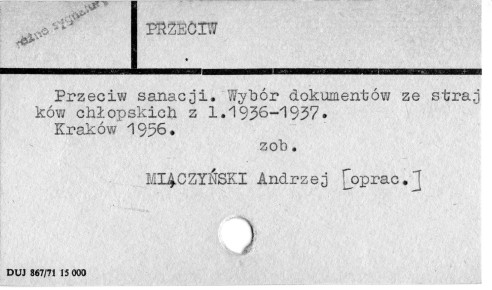 różne sygnatury
PRZECIW
Przeciw sanacji. Wybór dokumentów ze straj
ków chłopskich z l.1936-1937.
Kraków 1956.
zob.
MIĄCZYŃSKI Andrzej [oprac.]
DUJ 867/71 15 000